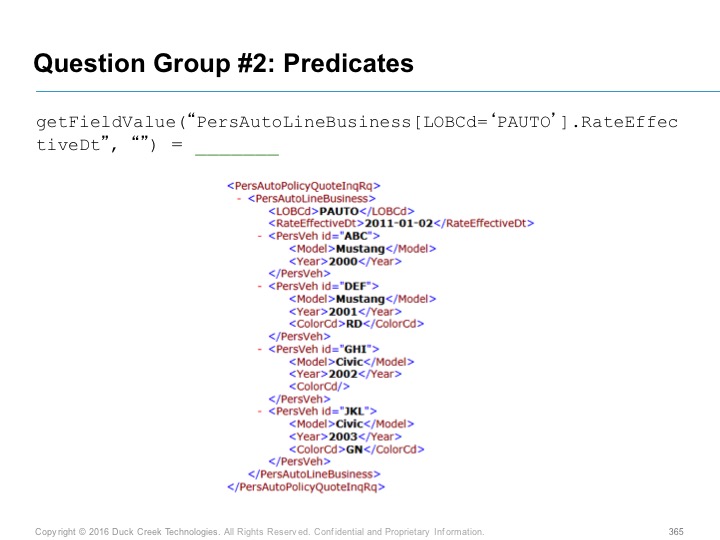 Question Group #2: Predicates
getFieldValue(“PersAutoLineBusiness[LOBCd=‘PAUTO’].RateEffec
tiveDt”, “”) = _______
<PersAutoPolicyQuoteInqRq>
- <PersAutoLineBusiness>
<LOBCd>PAUTO</LOBCd>
<RateEffectiveDt>2011-01-02</RateEffectiveDt>
- <PersVeh id="ABC">
<Model>Mustang</Model>
<Year>2000</Year>
</PersVeh>
- <PersVeh id="DEF">
<Model>Mustang</Model>
<Year>2001</Year>
<ColorCd>RD</ColorCd>
</PersVeh>
- <PersVeh id="GHI">
<Model>Civic</Model>
<Year>2002</Year>
<ColorCd/>
</PersVeh>
- <PersVeh id="JKL">
<Model>Civic</Model>
<Year>2003</Year>
<ColorCd>GN</ColorCd>
</PersVeh>
</PersAutoLineBusiness>
</PersAutoPolicyQuoteInqRq>
Copyright © 2016 Duck Creek Technologies. All Rights Reserved. Confidential and Proprietary Information. 365